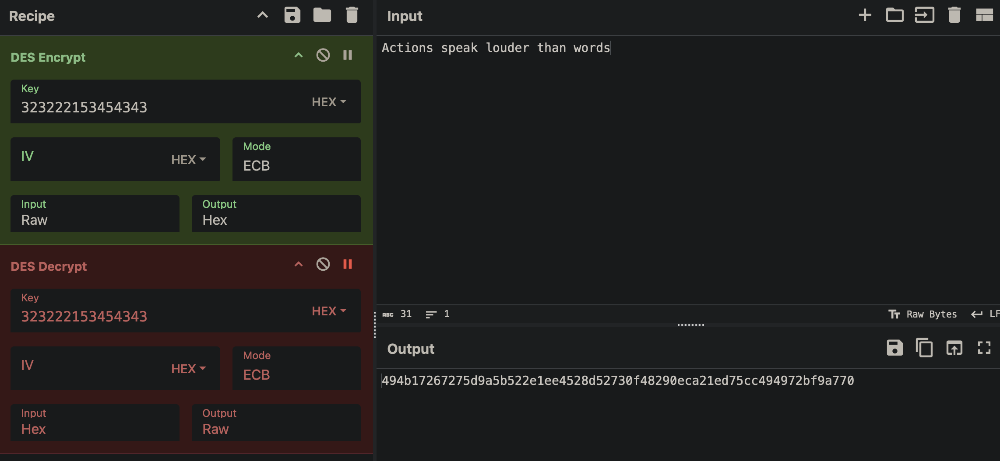 Recipe
DES Encrypt
Key
323222153454343
HEX
IV
HEX
Mode
ECB
Input
Raw
Output
Hex
DES Decrypt
Key
323222153454343
HEX
IV
HEX
Mode
ECB
Input
Hex
Output
Raw
Input
Actions speak louder than words
ABC 31 1
Raw Bytes LF
Output
494b17267275d9a5b522e1ee4528d52730f48290eca21ed75cc494972bf9a770